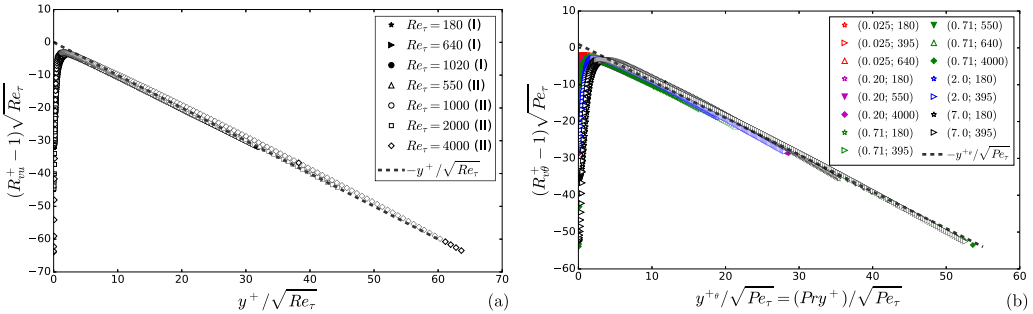 10
0
−10
−20
−30
−40
−50
−60
−70
0 10 20 30 40 50 60 70
(R⁺ᵥᵤ − 1)√Re_τ
y⁺/√Re_τ
(a)
Re_τ = 180 (I)
Re_τ = 640 (I)
Re_τ = 1020 (I)
Re_τ = 550 (II)
Re_τ = 1000 (II)
Re_τ = 2000 (II)
Re_τ = 4000 (II)
−y⁺/√Re_τ
10
0
−10
−20
−30
−40
−50
−60
0 10 20 30 40 50 60
(R⁺_vθ − 1)√Pe_τ
y^{+θ}/√Pe_τ = (Pry⁺)/√Pe_τ
(b)
(0.025; 180) (0.71; 550)
(0.025; 395) (0.71; 640)
(0.025; 640) (0.71; 4000)
(0.20; 180) (2.0; 180)
(0.20; 550) (2.0; 395)
(0.20; 4000) (7.0; 180)
(0.71; 180) (7.0; 395)
(0.71; 395) −y^{+θ}/√Pe_τ